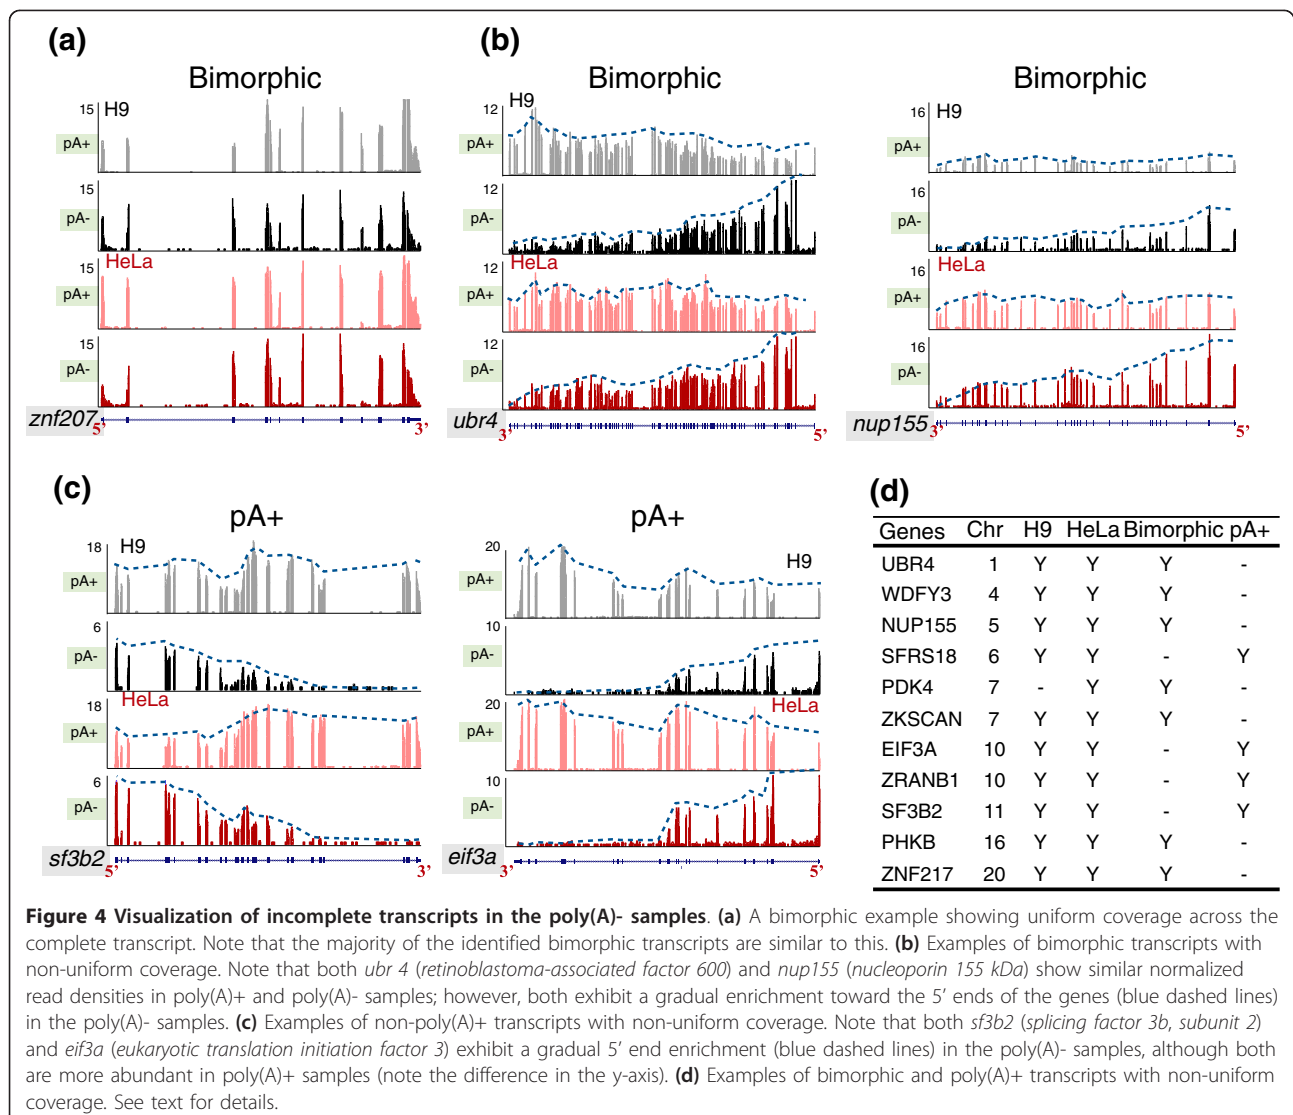 (a)
Bimorphic
15
H9
pA+
15
pA-
HeLa
15
pA+
15
pA-
znf207
5’
3’
(b)
Bimorphic
12
H9
pA+
12
pA-
HeLa
12
pA+
12
pA-
ubr4
3’
5’
Bimorphic
16
H9
pA+
16
pA-
HeLa
16
pA+
16
pA-
nup155
3’
5’
(c)
pA+
18
H9
pA+
6
pA-
HeLa
18
pA+
6
pA-
sf3b2
5’
3’
pA+
20
H9
pA+
10
pA-
20
HeLa
pA+
10
pA-
eif3a
3’
5’
(d)
Genes Chr H9 HeLa Bimorphic pA+
UBR4 1 Y Y Y -
WDFY3 4 Y Y Y -
NUP155 5 Y Y Y -
SFRS18 6 Y Y - Y
PDK4 7 - Y Y -
ZKSCAN 7 Y Y Y -
EIF3A 10 Y Y - Y
ZRANB1 10 Y Y - Y
SF3B2 11 Y Y - Y
PHKB 16 Y Y Y -
ZNF217 20 Y Y Y -
Figure 4 Visualization of incomplete transcripts in the poly(A)- samples. (a) A bimorphic example showing uniform coverage across the
complete transcript. Note that the majority of the identified bimorphic transcripts are similar to this. (b) Examples of bimorphic transcripts with
non-uniform coverage. Note that both ubr 4 (retinoblastoma-associated factor 600) and nup155 (nucleoporin 155 kDa) show similar normalized
read densities in poly(A)+ and poly(A)- samples; however, both exhibit a gradual enrichment toward the 5’ ends of the genes (blue dashed lines)
in the poly(A)- samples. (c) Examples of non-poly(A)+ transcripts with non-uniform coverage. Note that both sf3b2 (splicing factor 3b, subunit 2)
and eif3a (eukaryotic translation initiation factor 3) exhibit a gradual 5’ end enrichment (blue dashed lines) in the poly(A)- samples, although both
are more abundant in poly(A)+ samples (note the difference in the y-axis). (d) Examples of bimorphic and poly(A)+ transcripts with non-uniform
coverage. See text for details.